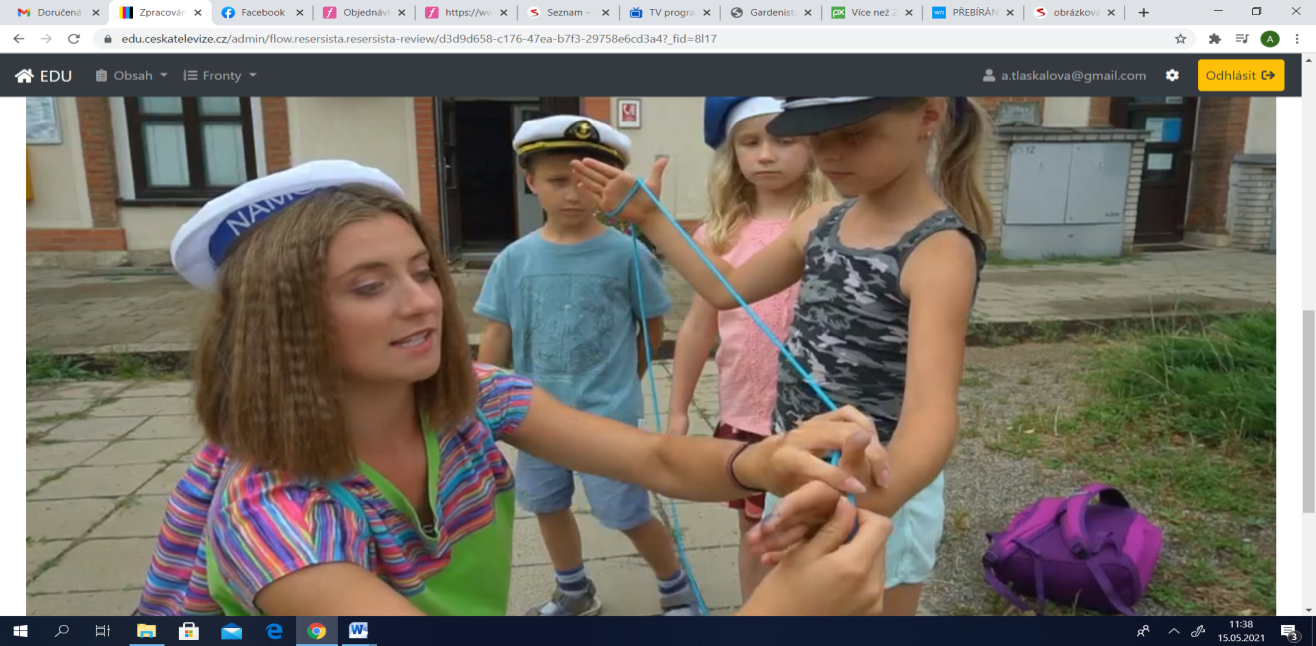 Doručená
Zpracován
Facebook
Objednávk
https://ww
Seznam –
TV progra
Gardenist
Více než 2
PŘEBÍRÁN
obrázkov
edu.ceskatelevize.cz/admin/flow.resersista.resersista-review/d3d9d658-c176-47ea-b7f3-29758e6cd3a4?_fid=8l17
A
EDU
Obsah
Fronty
a.tlaskalova@gmail.com
Odhlásit
NÁMO
11:38
15.05.2021
3